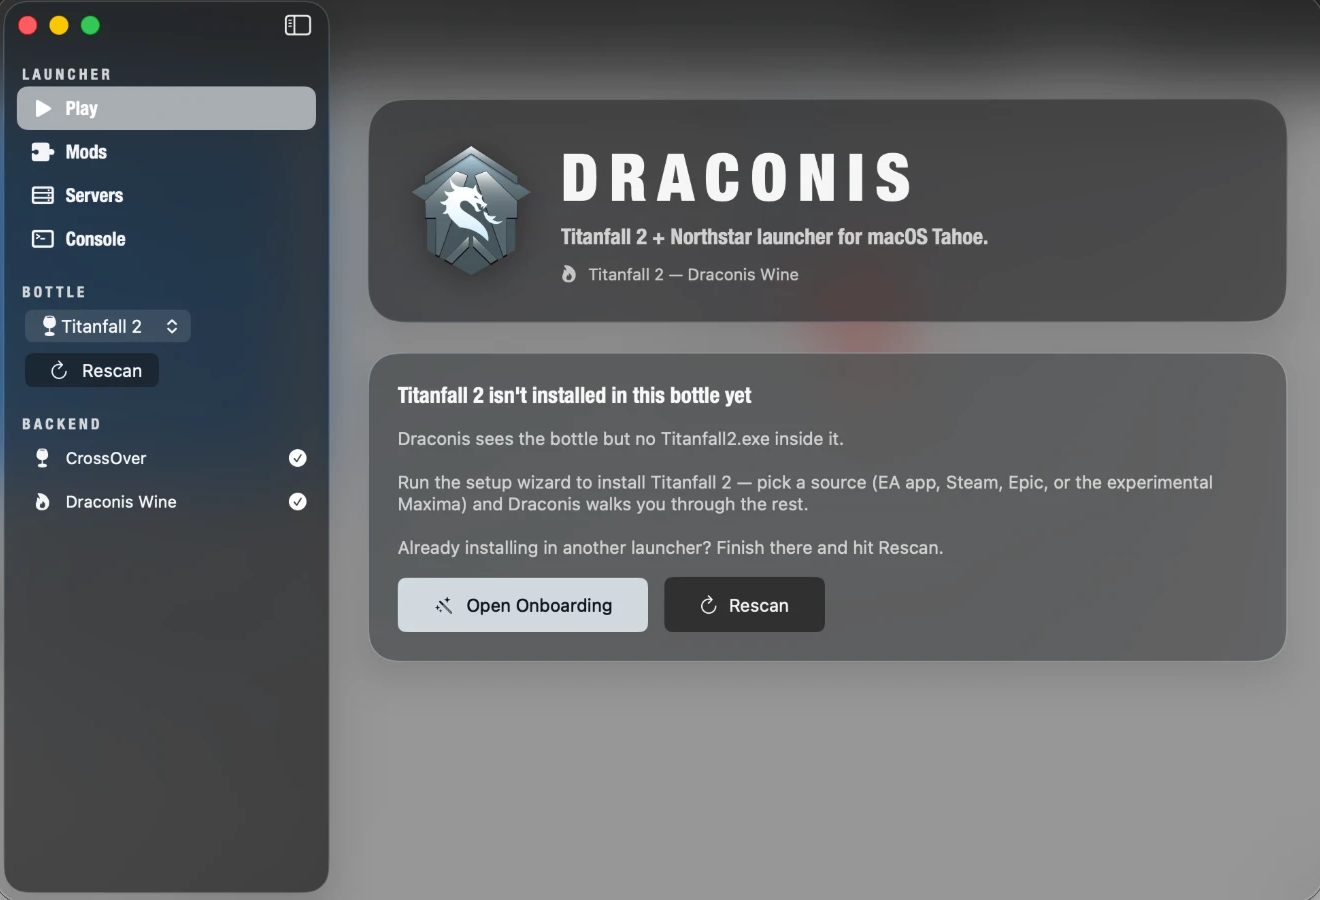 LAUNCHER
Play
Mods
Servers
Console
BOTTLE
Titanfall 2
Rescan
BACKEND
CrossOver
Draconis Wine
DRACONIS
Titanfall 2 + Northstar launcher for macOS Tahoe.
Titanfall 2 — Draconis Wine
Titanfall 2 isn't installed in this bottle yet
Draconis sees the bottle but no Titanfall2.exe inside it.
Run the setup wizard to install Titanfall 2 — pick a source (EA app, Steam, Epic, or the experimental
Maxima) and Draconis walks you through the rest.
Already installing in another launcher? Finish there and hit Rescan.
Open Onboarding
Rescan